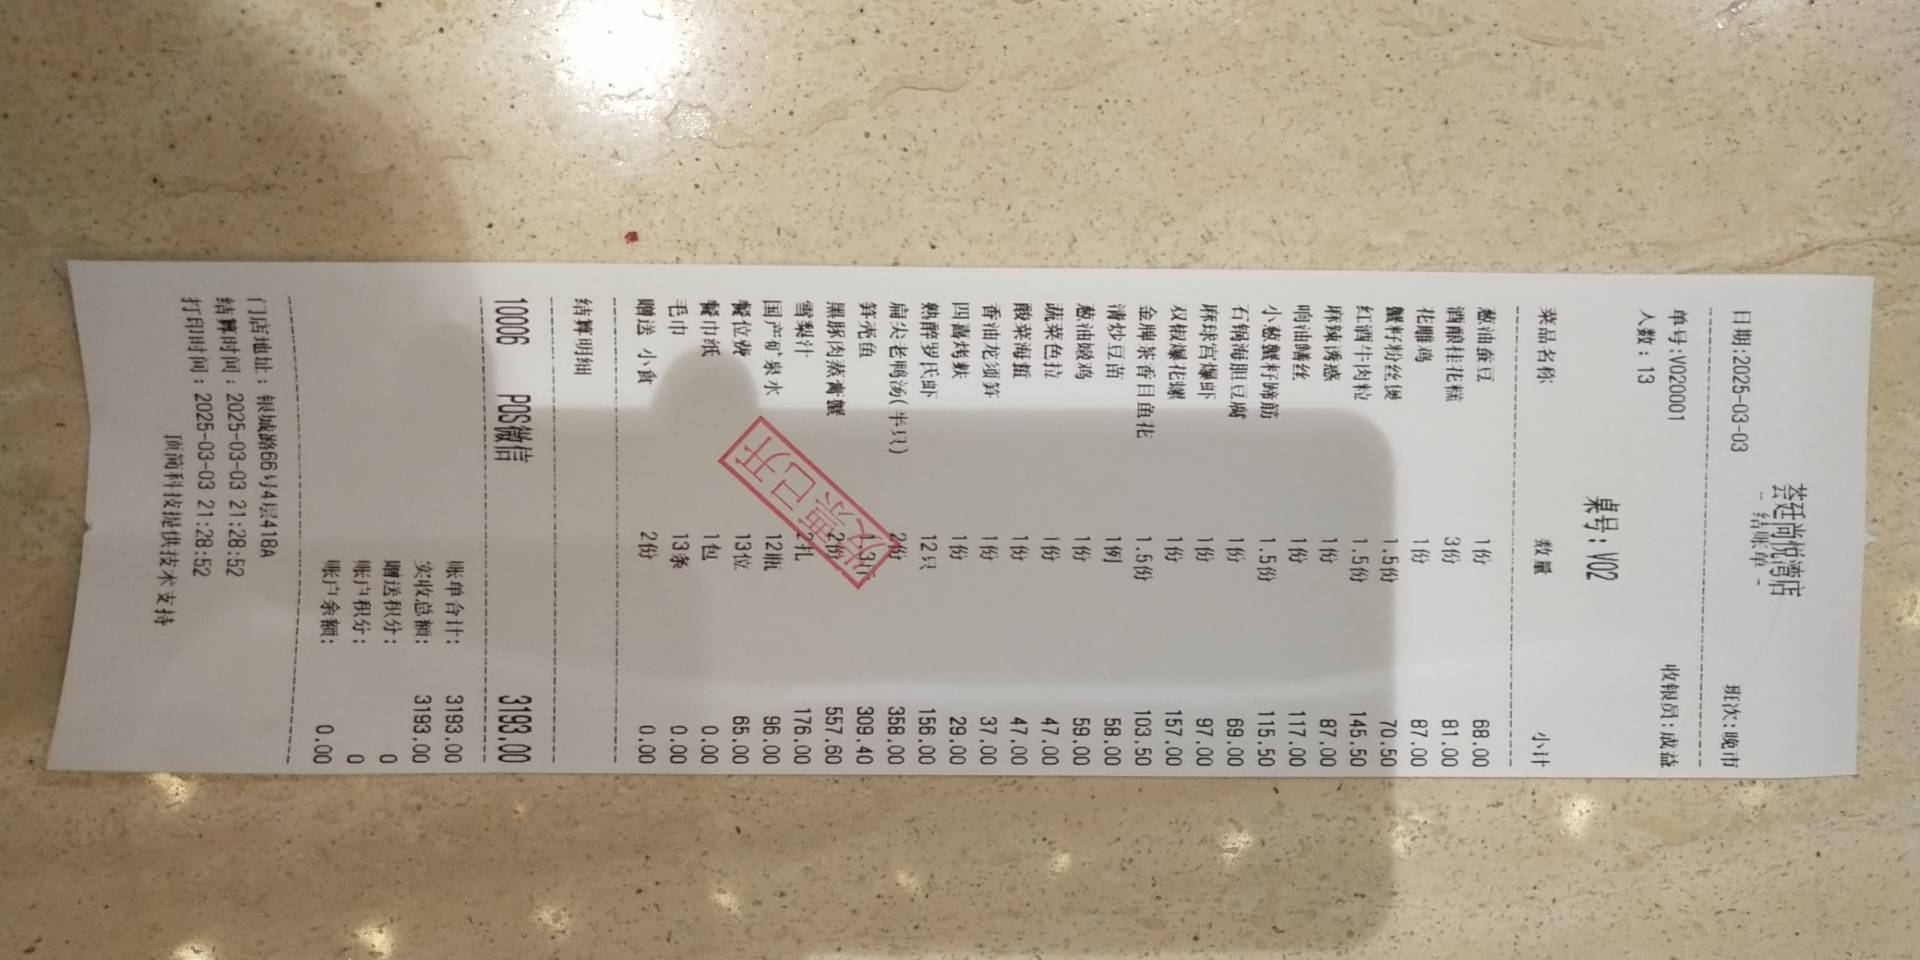 荟廷尚悦湾店
- 结账单 -
日期:2025-03-03 班次:晚市
单号:V020001 收银员:成益
人数:13
桌号:V02
菜品名称 数量 小计
葱油蚕豆 1份 68.00
酒酿桂花糕 3份 81.00
花雕鸡 1份 87.00
蟹籽粉丝煲 1.5份 70.50
红酒牛肉粒 1.5份 145.50
麻辣诱惑 1份 87.00
响油鳝丝 1份 117.00
小葱蟹籽蹄筋 1.5份 115.50
石锅海胆豆腐 1份 69.00
麻球宫爆虾 1份 97.00
双椒爆花螺 1份 157.00
金牌茶香目鱼花 1.5份 103.50
清炒豆苗 1例 58.00
葱油嫩鸡 1份 59.00
蔬菜色拉 1份 47.00
酸菜海蜇 1份 47.00
香油龙须笋 1份 37.00
四喜烤麸 1份 29.00
熟醉罗氏虾 12只 156.00
扁尖老鸭汤(半只) 2份 358.00
笋壳鱼 309.40
黑豚肉蒸膏蟹 2份 557.60
雪梨汁 2扎 176.00
国产矿泉水 12瓶 96.00
餐位费 13位 65.00
餐巾纸 1包 0.00
毛巾 13条 0.00
赠送 小食 2份 0.00
发票已开
结算明细
10006 POS微信 3193.00
账单合计: 3193.00
实收总额: 3193.00
赠送积分: 0
账户积分: 0
账户余额: 0.00
门店地址:银城路66号4层418A
结算时间:2025-03-03 21:28:52
打印时间:2025-03-03 21:28:52
顶简科技提供技术支持